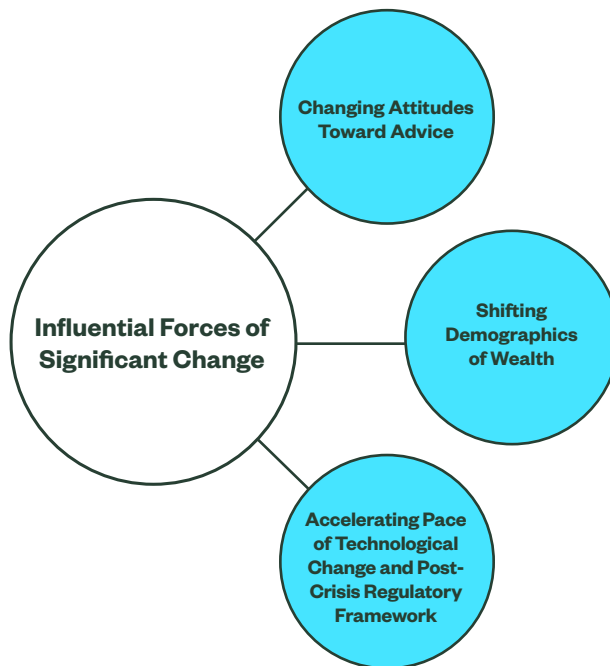 Changing Attitudes
Toward Advice
Influential Forces of
Significant Change
Shifting
Demographics
of Wealth
Accelerating Pace
of Technological
Change and Post-
Crisis Regulatory
Framework